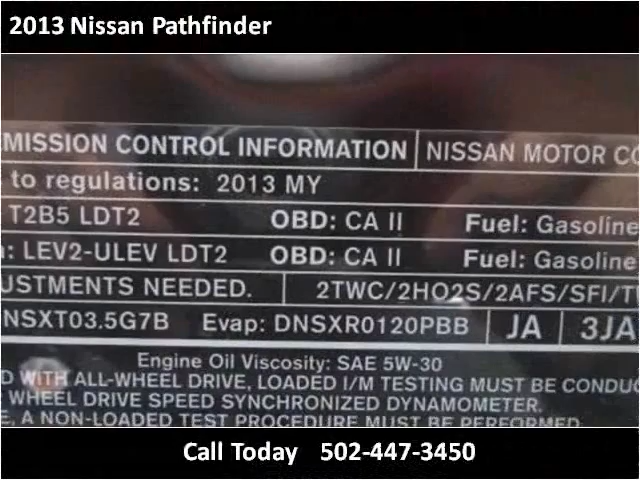 2013 Nissan Pathfinder
MISSION CONTROL INFORMATION NISSAN MOTOR CO
to regulations: 2013 MY
T2B5 LDT2 OBD: CA II Fuel: Gasoline
: LEV2-ULEV LDT2 OBD: CA II Fuel: Gasoline
USTMENTS NEEDED. 2TWC/2HO2S/2AFS/SFI/T
NSXT03.5G7B Evap: DNSXR0120PBB JA 3JA
Engine Oil Viscosity: SAE 5W-30
D WITH ALL-WHEEL DRIVE, LOADED I/M TESTING MUST BE CONDUC
WHEEL DRIVE SPEED SYNCHRONIZED DYNAMOMETER.
E, A NON-LOADED TEST PROCEDURE MUST BE PERFORMED
Call Today 502-447-3450